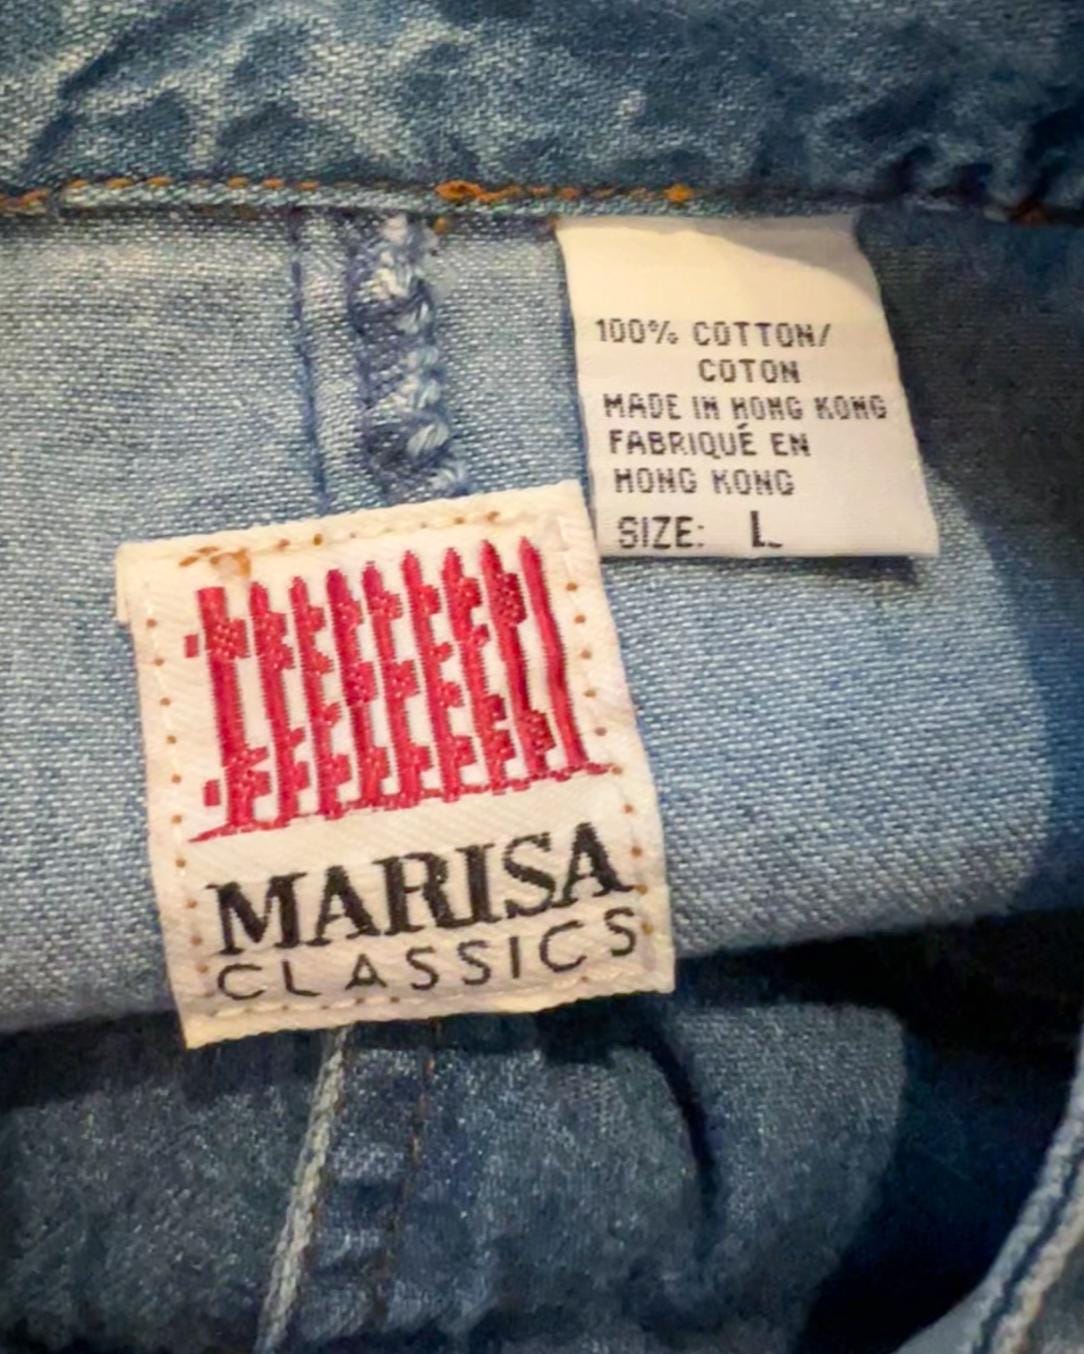 100% COTTON/
COTON
MADE IN HONG KONG
FABRIQUÉ EN
HONG KONG
SIZE: L
MARISA
CLASSICS